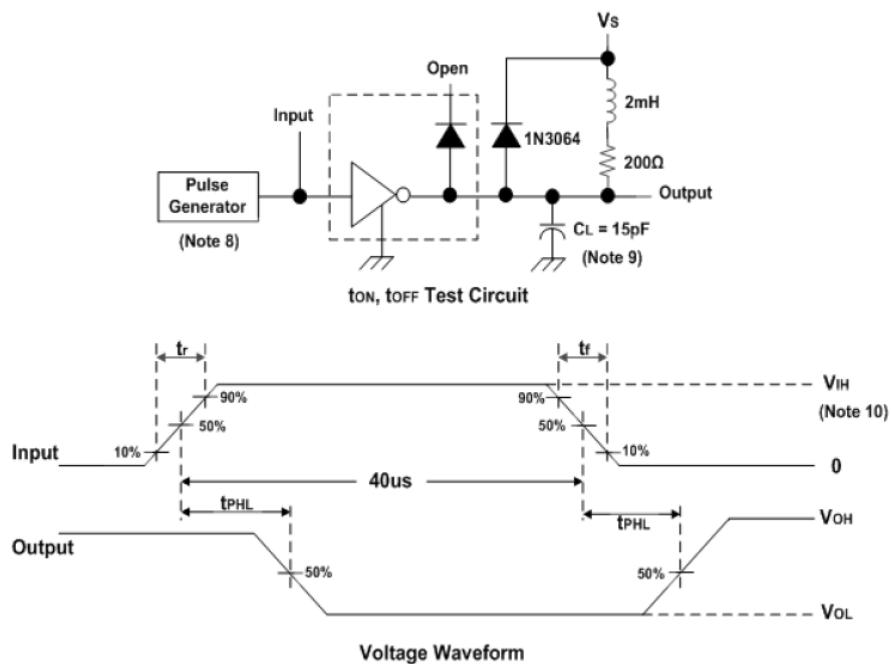 Vs
Open
2mH
Input
1N3064
200Ω
Pulse
Generator
Output
(Note 8)
CL = 15pF
(Note 9)
tON, tOFF Test Circuit
tr
tf
90%
90%
VIH
(Note 10)
50%
50%
Input
10%
10%
0
40us
tPHL
tPHL
VOH
Output
50%
50%
VOL
Voltage Waveform